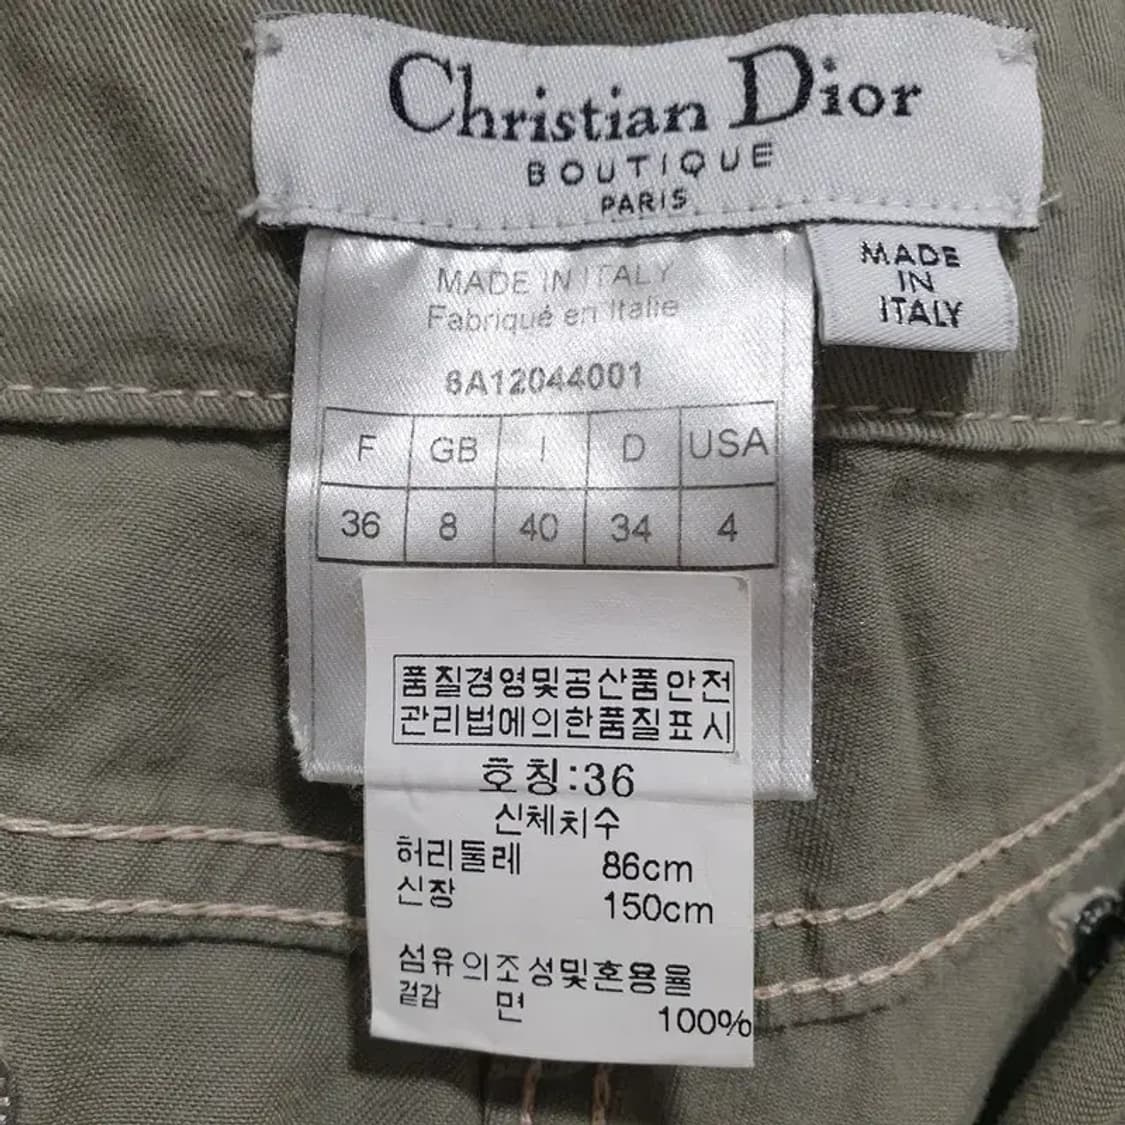 Christian Dior
BOUTIQUE
PARIS
MADE
IN
ITALY
MADE IN ITALY
Fabriqué en Italie
6A12044001
F GB I D USA
36 8 40 34 4
품질경영및공산품안전
관리법에의한품질표시
호칭:36
신체치수
허리둘레 86cm
신장 150cm
섬유의조성및혼용율
겉감 면 100%